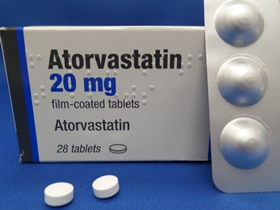 Atorvastatin
20 mg
film-coated tablets
Atorvastatin
28 tablets